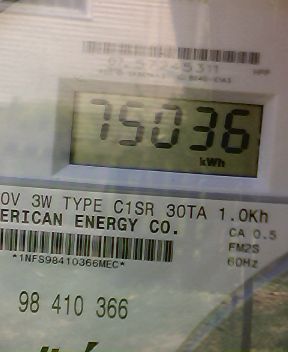 75036
kWh
0V 3W TYPE C1SR 30TA 1.0Kh
ERICAN ENERGY CO.
CA 0.5
FM2S
60Hz
*1NFS98410366MEC*
98 410 366